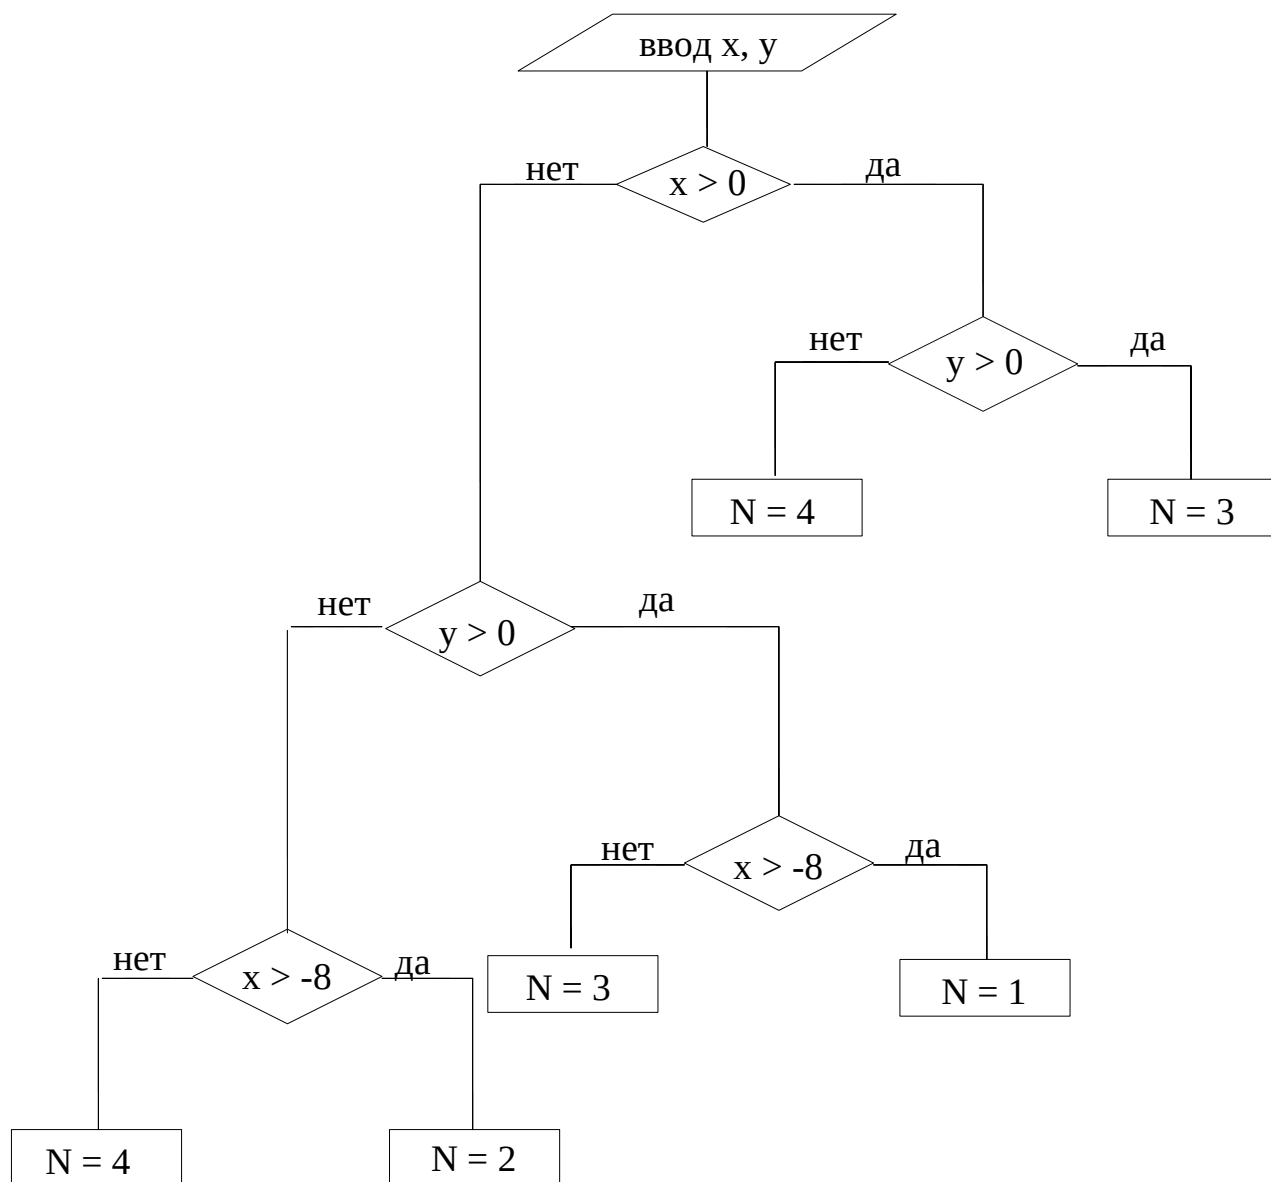 ввод x, y
нет
x > 0
да
нет
y > 0
да
N = 4
N = 3
нет
y > 0
да
нет
x > -8
да
N = 3
N = 1
нет
x > -8
да
N = 4
N = 2